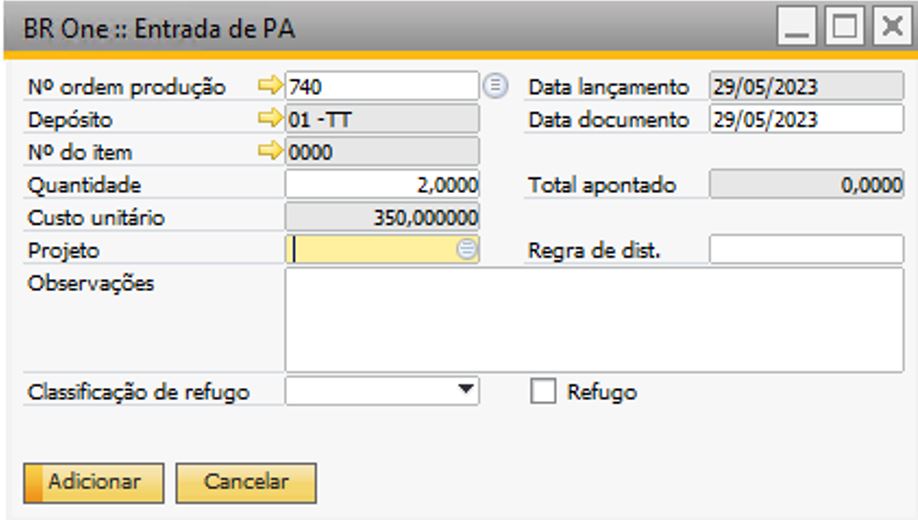 BR One :: Entrada de PA
Nº ordem produção 740 Data lançamento 29/05/2023
Depósito 01 -TT Data documento 29/05/2023
Nº do item 0000
Quantidade 2,0000 Total apontado 0,0000
Custo unitário 350,000000
Projeto Regra de dist.
Observações
Classificação de refugo Refugo
Adicionar Cancelar